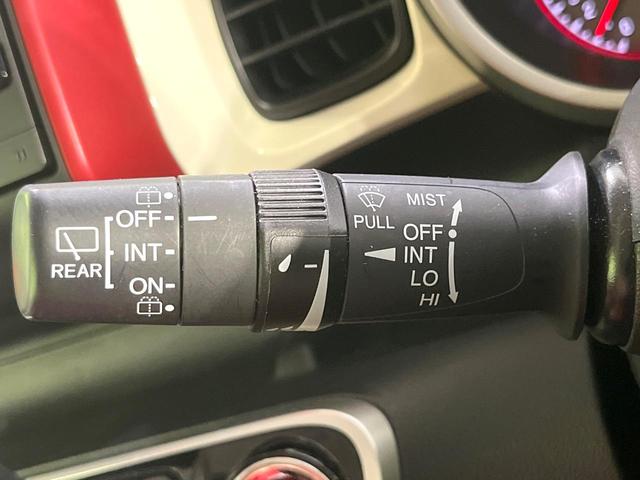 OFF
INT
REAR
ON
PULL
MIST
OFF
INT
LO
HI